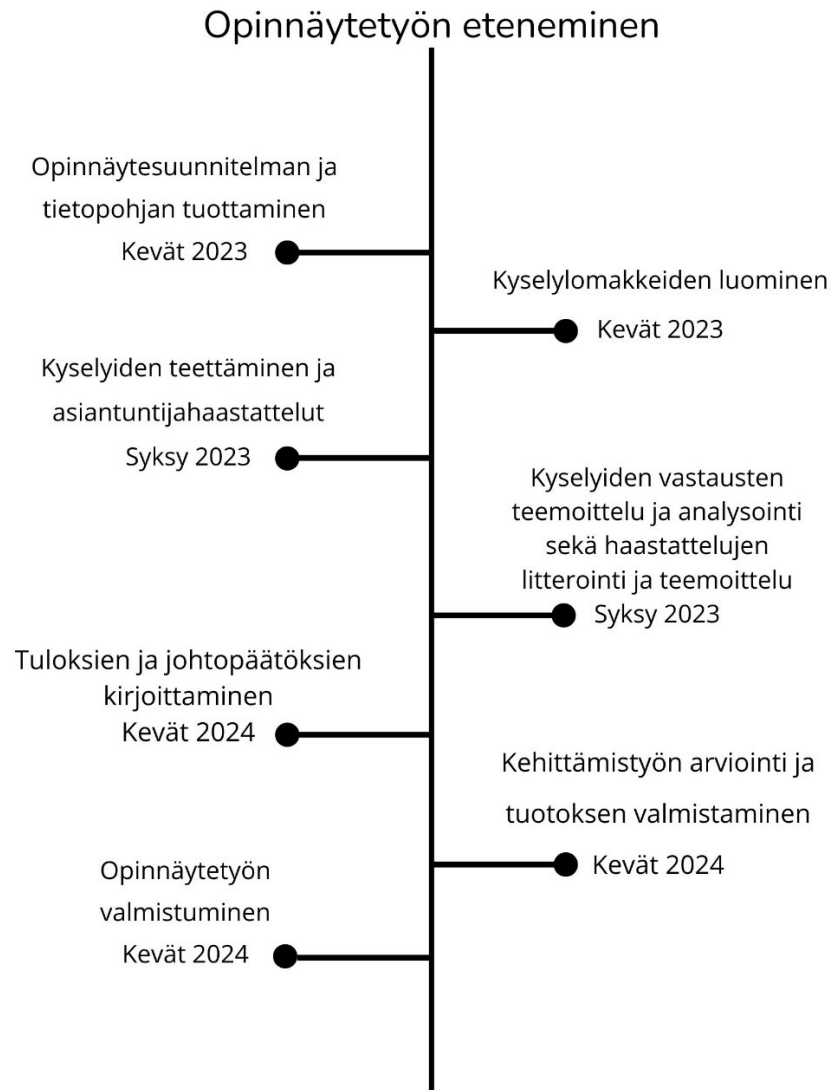 Opinnäytetyön eteneminen
Opinnäytesuunnitelman ja
tietopohjan tuottaminen
Kevät 2023
Kyselylomakkeiden luominen
Kevät 2023
Kyselyiden teettäminen ja
asiantuntijahaastattelut
Syksy 2023
Kyselyiden vastausten
teemoittelu ja analysointi
sekä haastattelujen
litterointi ja teemoittelu
Syksy 2023
Tuloksien ja johtopäätöksien
kirjoittaminen
Kevät 2024
Kehittämistyön arviointi ja
tuotoksen valmistaminen
Kevät 2024
Opinnäytetyön
valmistuminen
Kevät 2024